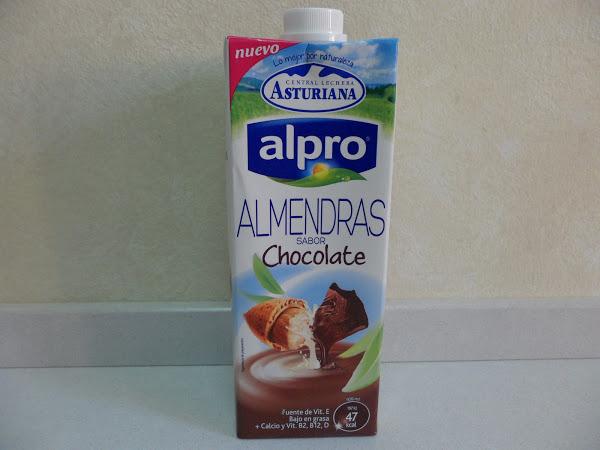 nuevo
Lo mejor por naturaleza
CENTRAL LECHERA
ASTURIANA
alpro
ALMENDRAS
SABOR
Chocolate
Fuente de Vit. E
Bajo en grasa
+ Calcio y Vit. B2, B12, D
47
kcal